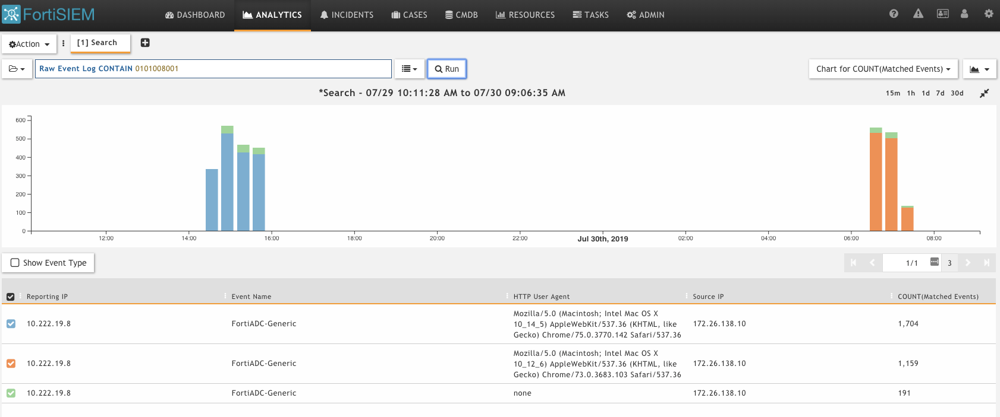 FortiSIEM
DASHBOARD
ANALYTICS
INCIDENTS
CASES
CMDB
RESOURCES
TASKS
ADMIN
Action
[1] Search
Raw Event Log CONTAIN 0101008001
Run
Chart for COUNT(Matched Events)
*Search - 07/29 10:11:28 AM to 07/30 09:06:35 AM
15m 1h 1d 7d 30d
600
500
400
300
200
100
0
12:00 14:00 16:00 18:00 20:00 22:00 Jul 30th, 2019 02:00 04:00 06:00 08:00
Show Event Type
1/1
3
Reporting IP Event Name HTTP User Agent Source IP COUNT(Matched Events)
Mozilla/5.0 (Macintosh; Intel Mac OS X
10.222.19.8 FortiADC-Generic 10_14_5) AppleWebKit/537.36 (KHTML, like 172.26.138.10 1,704
Gecko) Chrome/75.0.3770.142 Safari/537.36
Mozilla/5.0 (Macintosh; Intel Mac OS X
10.222.19.8 FortiADC-Generic 10_12_6) AppleWebKit/537.36 (KHTML, like 172.26.138.10 1,159
Gecko) Chrome/73.0.3683.103 Safari/537.36
10.222.19.8 FortiADC-Generic none 172.26.138.10 191